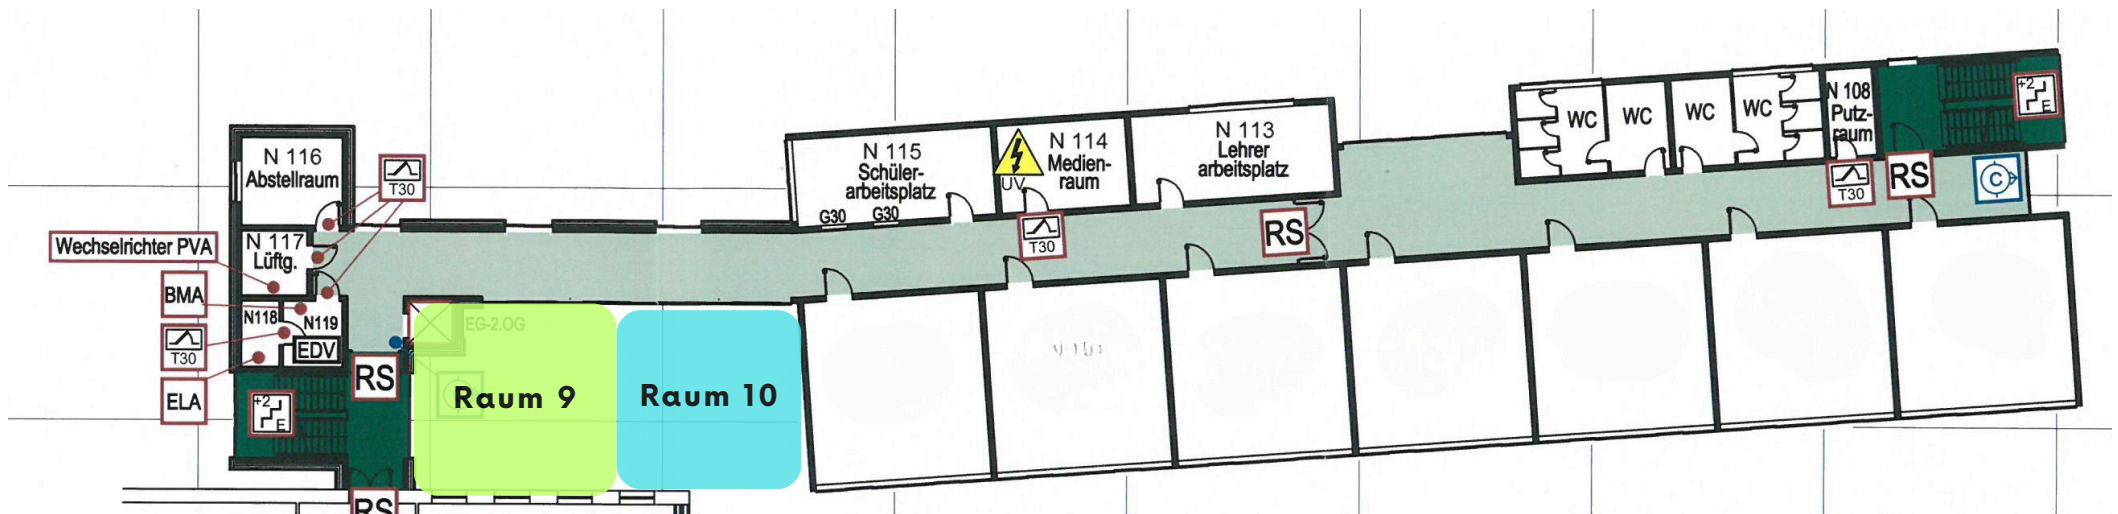 N 116
Abstellraum
T30
N 117
Lüftg.
Wechselrichter PVA
BMA
N118
N119
T30
EDV
ELA
RS
+2
E
RS
EG-2.OG
Raum 9
Raum 10
N 115
Schüler-
arbeitsplatz
G30
G30
N 114
Medien-
raum
UV
T30
N 113
Lehrer
arbeitsplatz
RS
WC
WC
WC
WC
N 108
Putz-
raum
T30
RS
+2
E
C